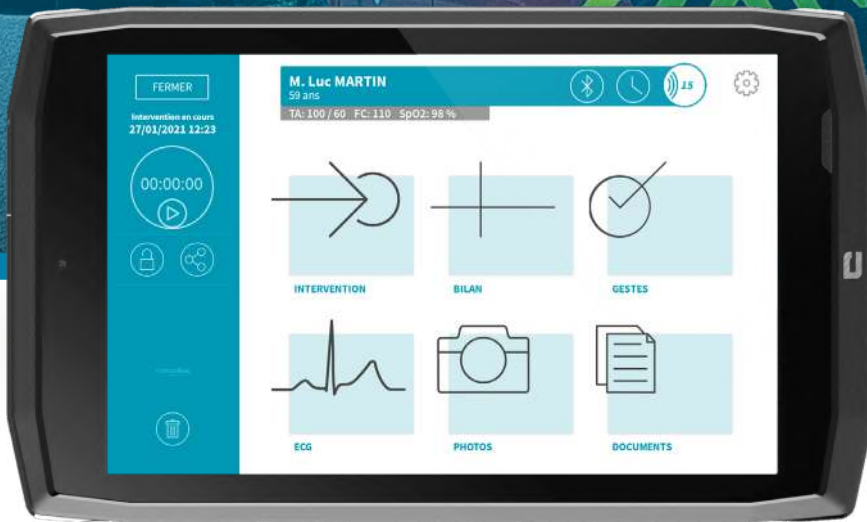 FERMER
Intervention en cours
27/01/2021 12:23
00:00:00
M. Luc MARTIN
59 ans
TA: 100 / 60 FC: 110 SpO2: 98 %
15
INTERVENTION
BILAN
GESTES
ECG
PHOTOS
DOCUMENTS